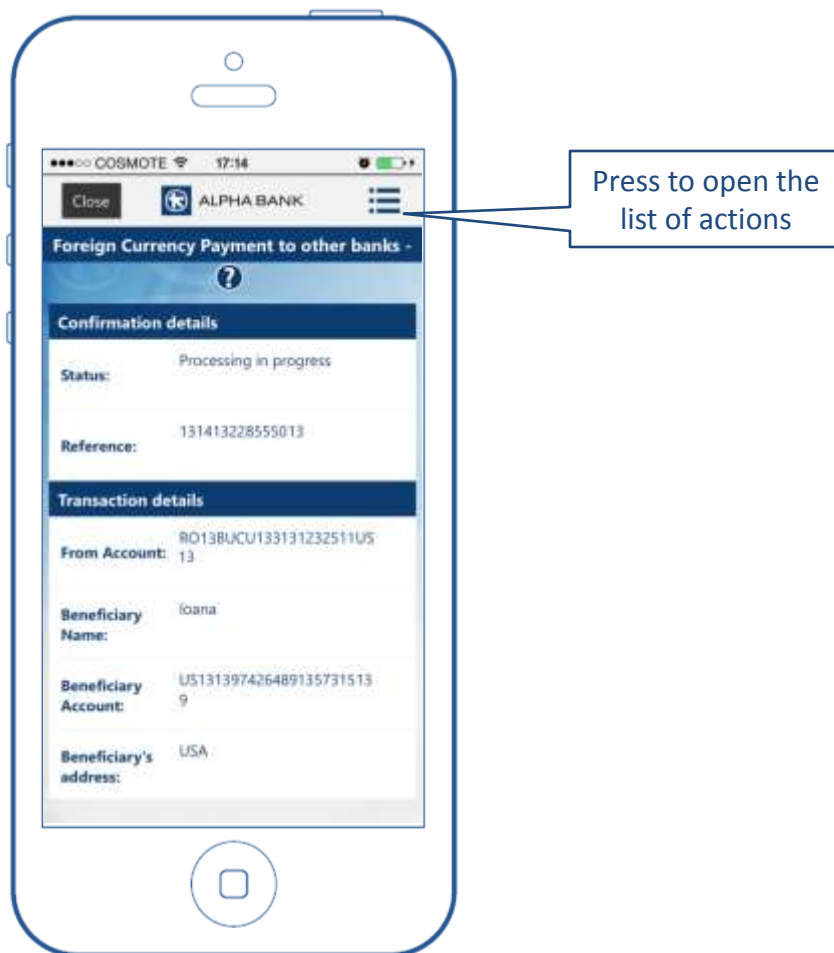 COSMOTE 17:14
Close ALPHA BANK
Press to open the
list of actions
Foreign Currency Payment to other banks -
?
Confirmation details
Status: Processing in progress
Reference: 131413228555013
Transaction details
From Account: RO13BUCU133131232511US
13
Beneficiary Name: Ioana
Beneficiary Account: US131397426489135731513
9
Beneficiary's address: USA